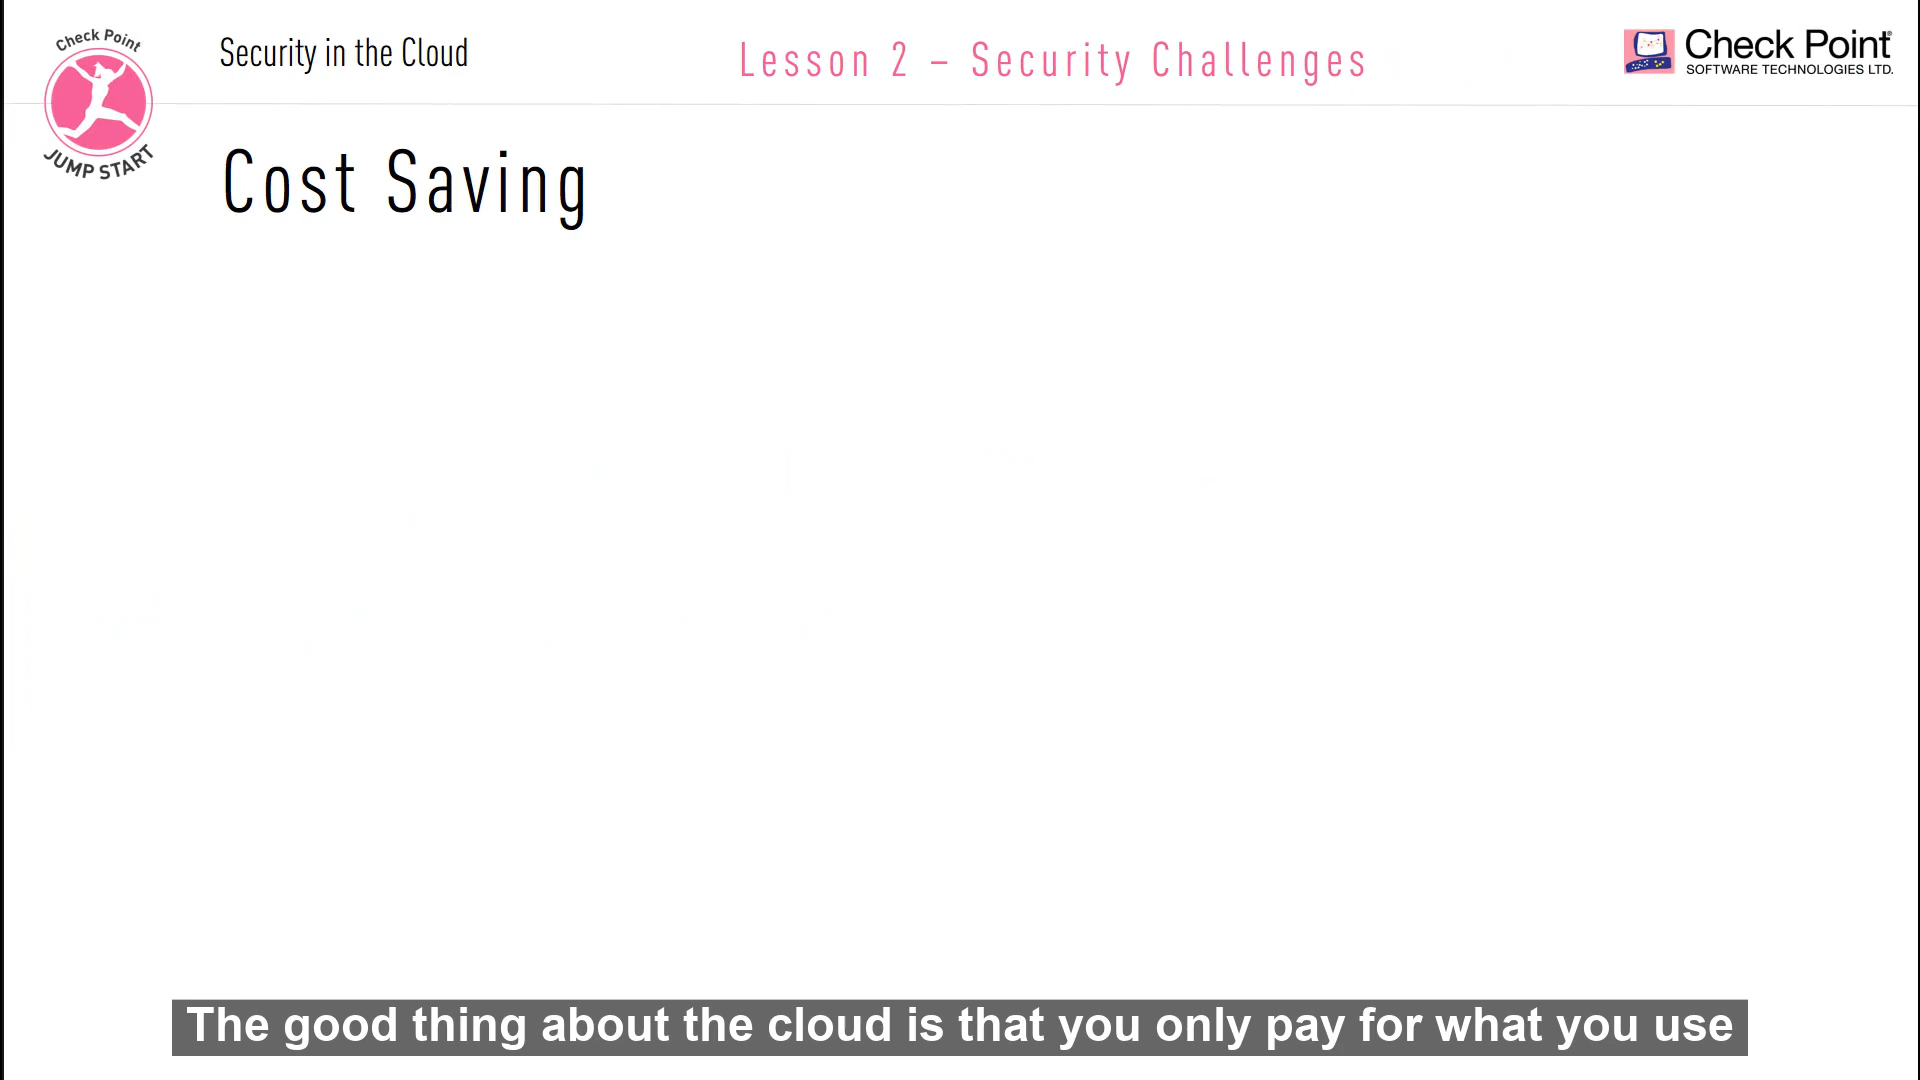 Check Point
JUMP START
Security in the Cloud
Lesson 2 – Security Challenges
Check Point®
SOFTWARE TECHNOLOGIES LTD.
Cost Saving
The good thing about the cloud is that you only pay for what you use